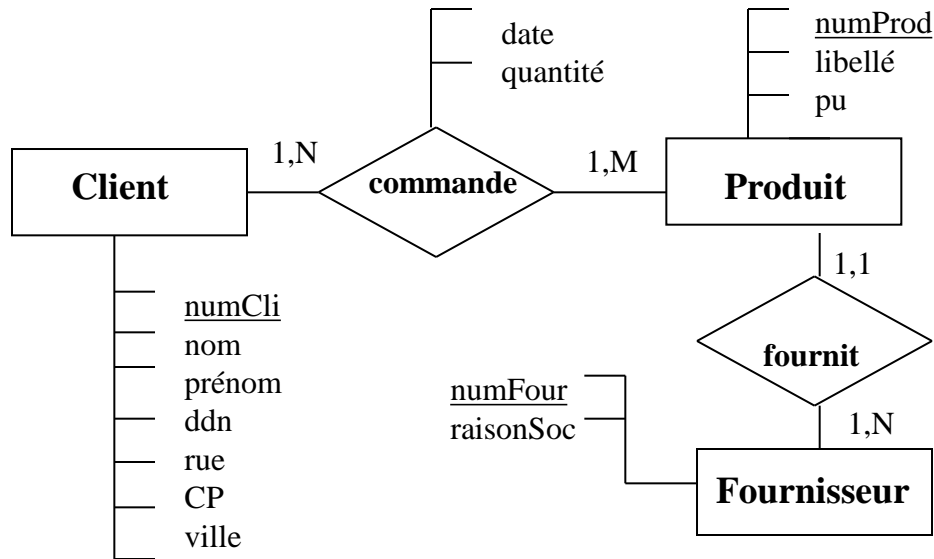 date
quantité
numProd
libellé
pu
1,N
1,M
Client
commande
Produit
1,1
numCli
nom
prénom
ddn
rue
CP
ville
fournit
numFour
raisonSoc
1,N
Fournisseur